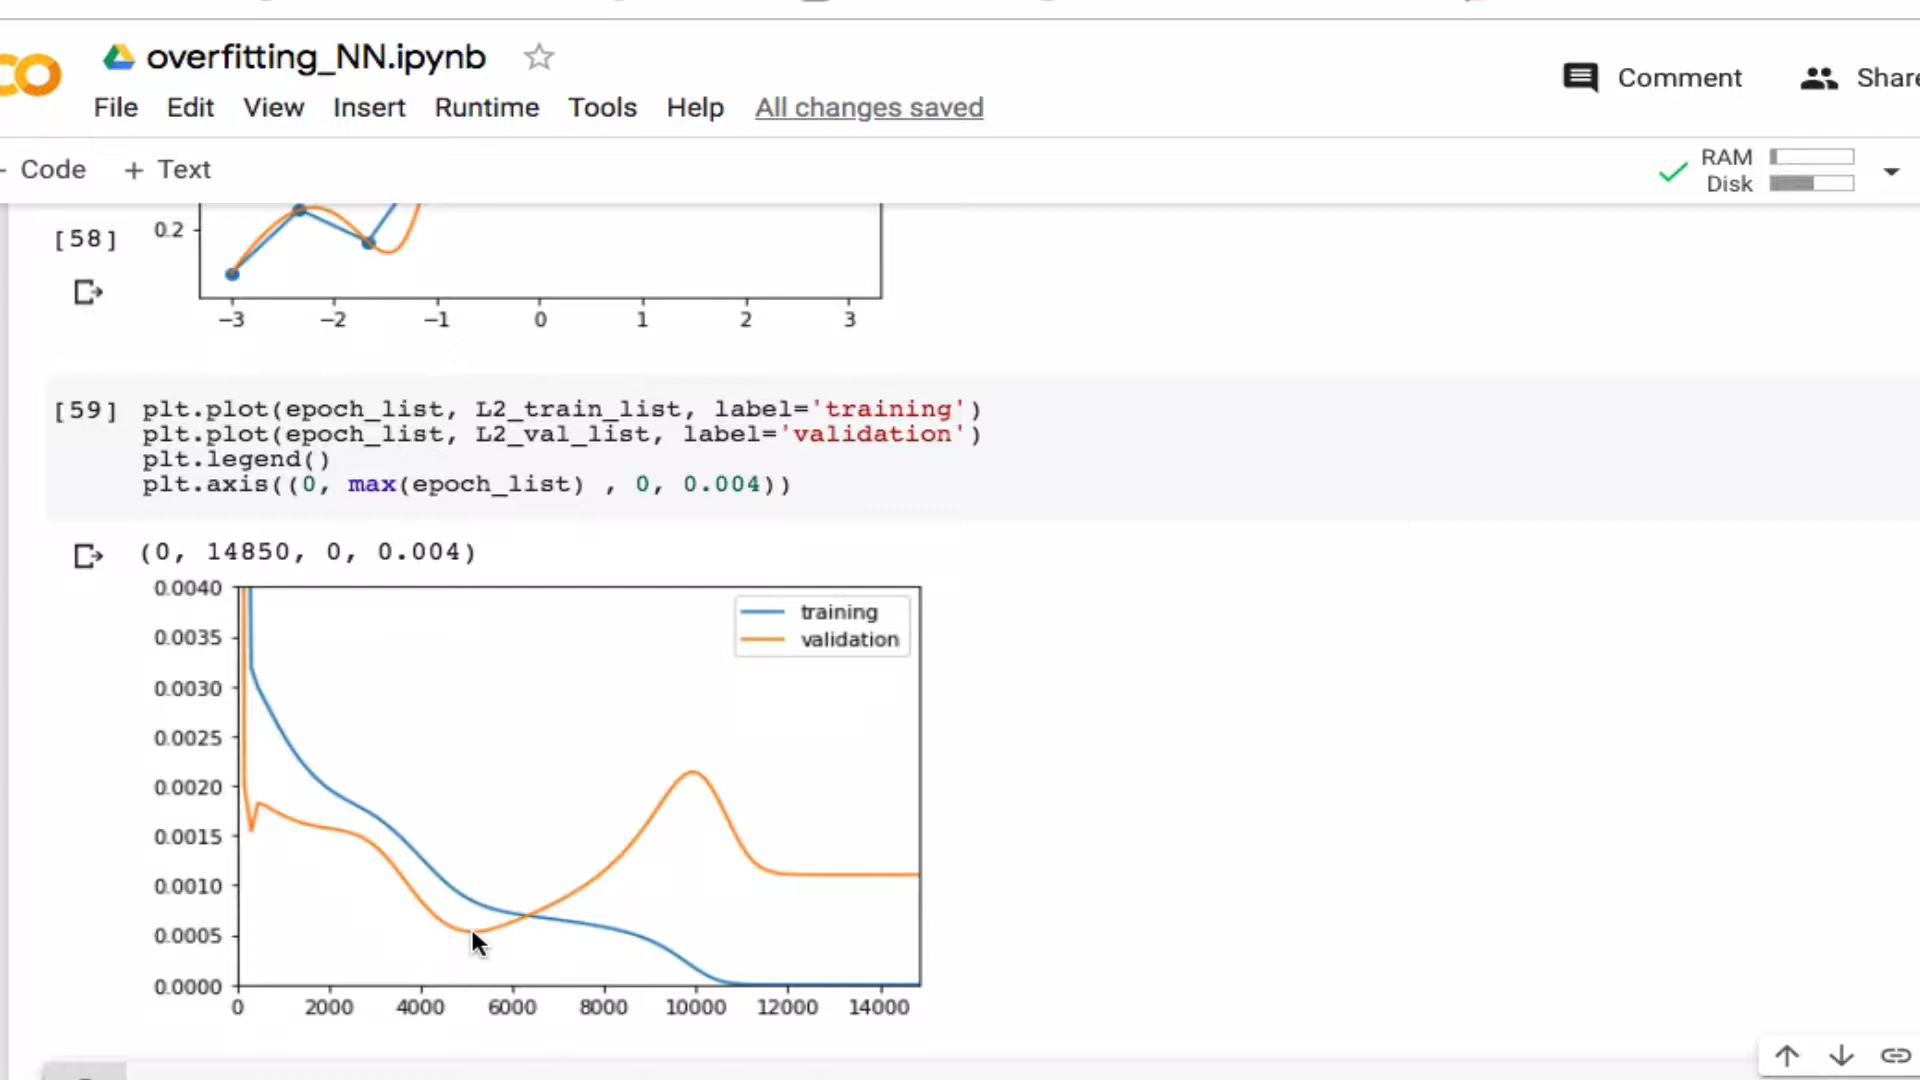 overfitting_NN.ipynb
Comment
Share
File Edit View Insert Runtime Tools Help All changes saved
Code + Text
RAM
Disk
[58]
0.2
−3 −2 −1 0 1 2 3
[59] plt.plot(epoch_list, L2_train_list, label='training')
plt.plot(epoch_list, L2_val_list, label='validation')
plt.legend()
plt.axis((0, max(epoch_list) , 0, 0.004))
(0, 14850, 0, 0.004)
0.0040
training
validation
0.0035
0.0030
0.0025
0.0020
0.0015
0.0010
0.0005
0.0000
0 2000 4000 6000 8000 10000 12000 14000